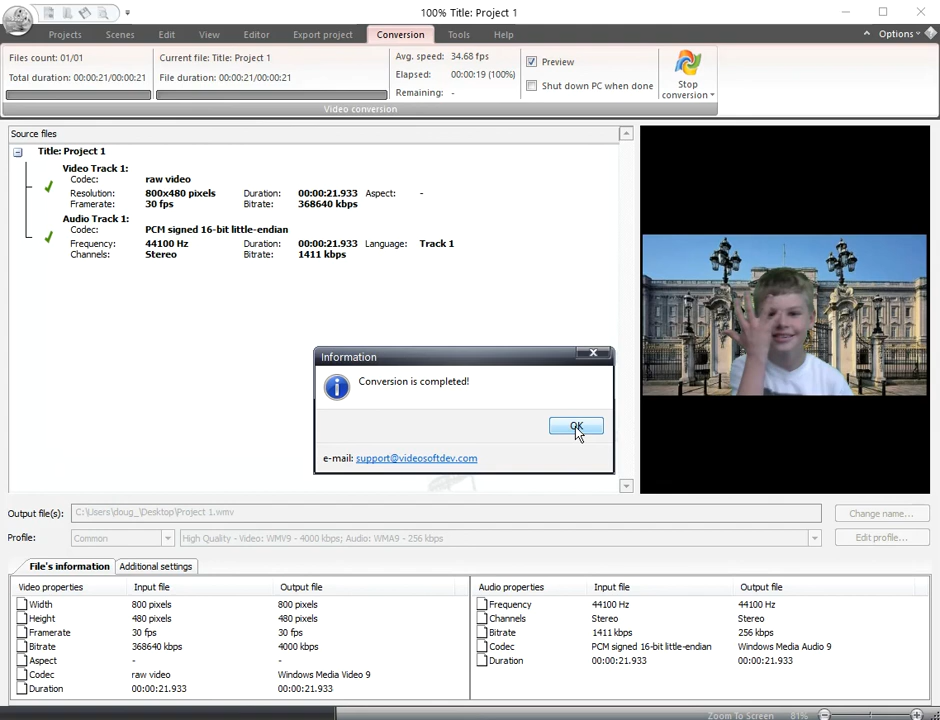 100% Title: Project 1
Projects Scenes Edit View Editor Export project Conversion Tools Help Options
Files count: 01/01
Total duration: 00:00:21/00:00:21
Current file: Title: Project 1
File duration: 00:00:21/00:00:21
Avg. speed: 34.68 fps
Elapsed: 00:00:19 (100%)
Remaining: -
Preview
Shut down PC when done
Stop
conversion
Video conversion
Source files
Title: Project 1
Video Track 1:
Codec: raw video
Resolution: 800x480 pixels Duration: 00:00:21.933 Aspect: -
Framerate: 30 fps Bitrate: 368640 kbps
Audio Track 1:
Codec: PCM signed 16-bit little-endian
Frequency: 44100 Hz Duration: 00:00:21.933 Language: Track 1
Channels: Stereo Bitrate: 1411 kbps
Information X
Conversion is completed!
OK
e-mail: support@videosoftdev.com
Output file(s): C:\Users\doug_\Desktop\Project 1.wmv Change name...
Profile: Common High Quality - Video: WMV9 - 4000 kbps; Audio: WMA9 - 256 kbps Edit profile...
File's information Additional settings
Video properties Input file Output file
Width 800 pixels 800 pixels
Height 480 pixels 480 pixels
Framerate 30 fps 30 fps
Bitrate 368640 kbps 4000 kbps
Aspect - -
Codec raw video Windows Media Video 9
Duration 00:00:21.933 00:00:21.933
Audio properties Input file Output file
Frequency 44100 Hz 44100 Hz
Channels Stereo Stereo
Bitrate 1411 kbps 256 kbps
Codec PCM signed 16-bit little-endian Windows Media Audio 9
Duration 00:00:21.933 00:00:21.933
Zoom To Screen 81%